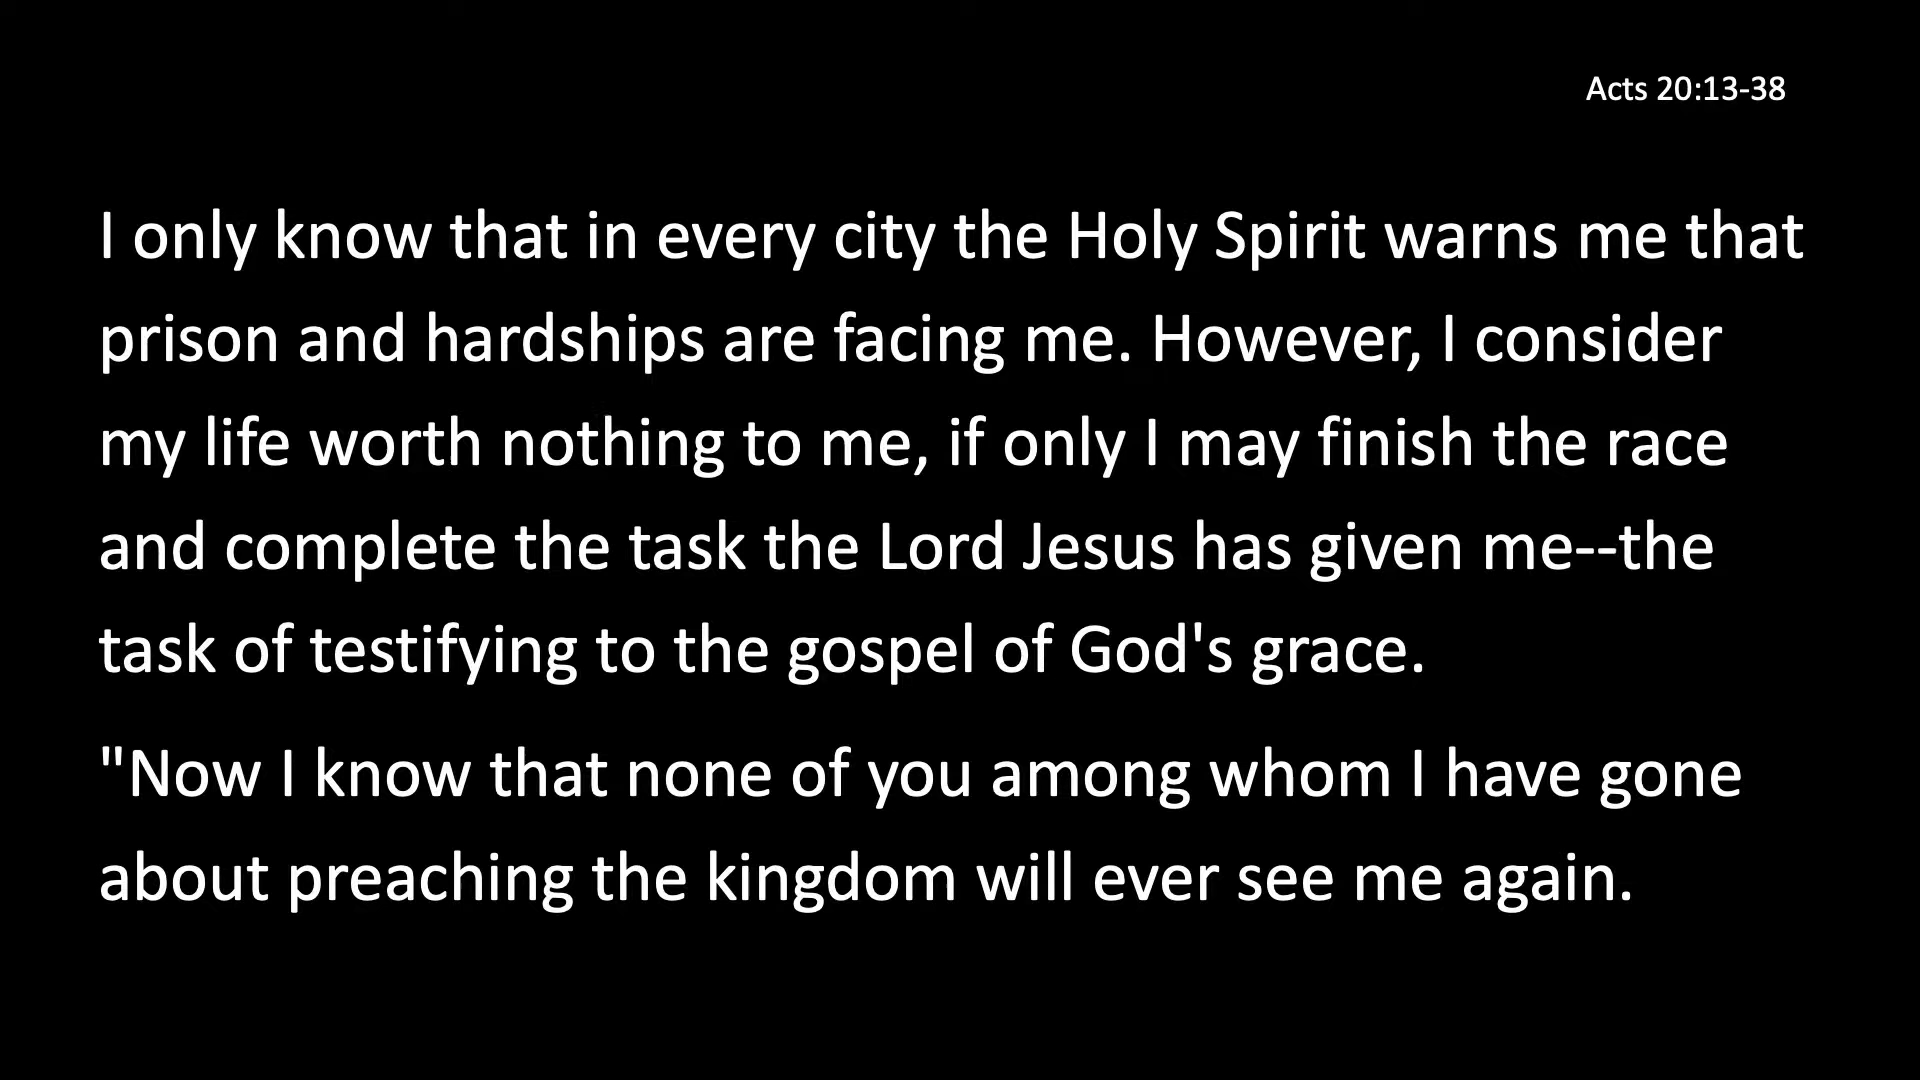 Acts 20:13-38
I only know that in every city the Holy Spirit warns me that
prison and hardships are facing me. However, I consider
my life worth nothing to me, if only I may finish the race
and complete the task the Lord Jesus has given me--the
task of testifying to the gospel of God's grace.
"Now I know that none of you among whom I have gone
about preaching the kingdom will ever see me again.